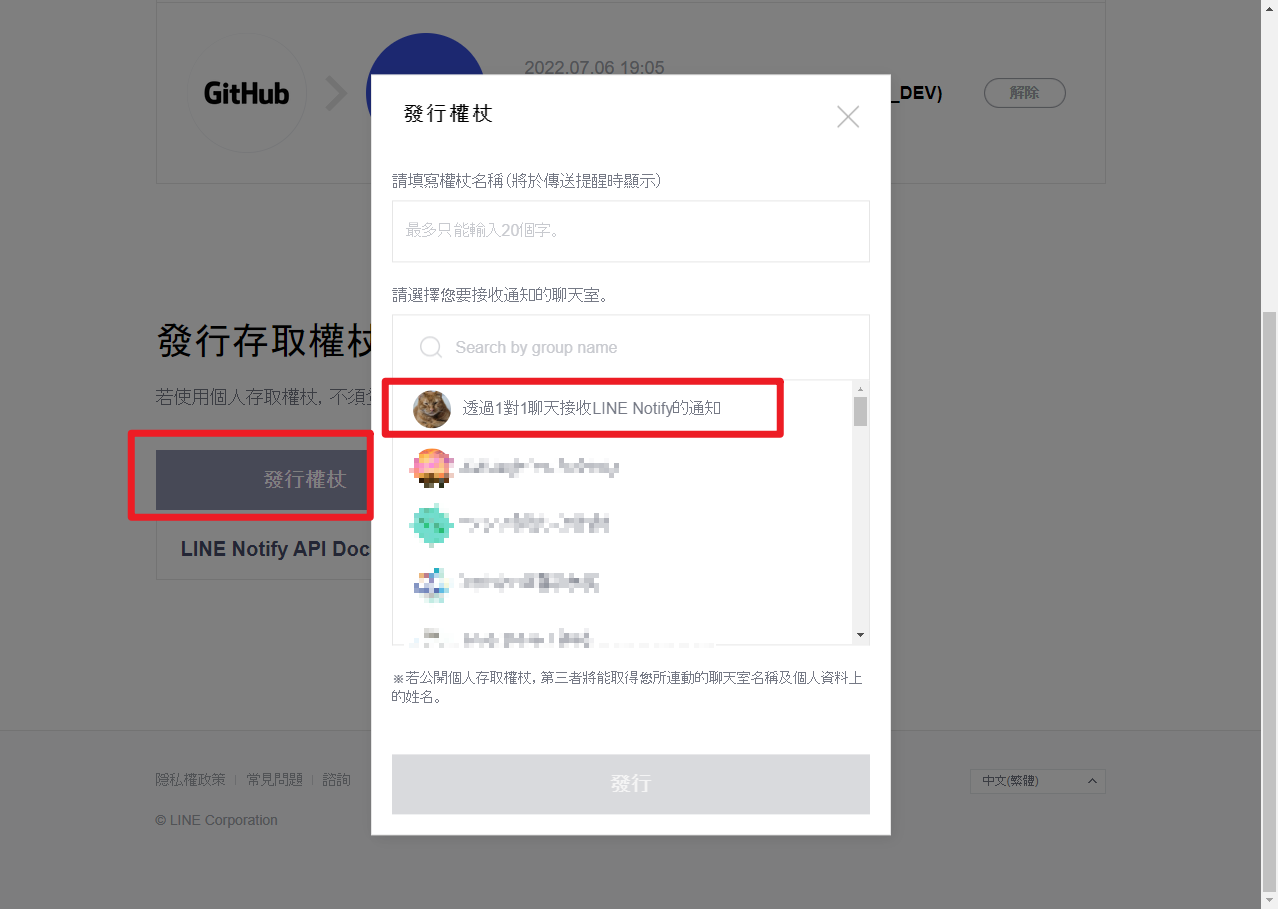 GitHub
2022.07.06 19:05
_DEV)
解除
發行權杖
請填寫權杖名稱(將於傳送提醒時顯示)
最多只能輸入20個字。
請選擇您要接收通知的聊天室。
Search by group name
透過1對1聊天接收LINE Notify的通知
※若公開個人存取權杖, 第三者將能取得您所連動的聊天室名稱及個人資料上
的姓名。
發行
發行存取權杖
若使用個人存取權杖, 不須
發行權杖
LINE Notify API Doc
隱私權政策
常見問題
諮詢
中文(繁體)
© LINE Corporation